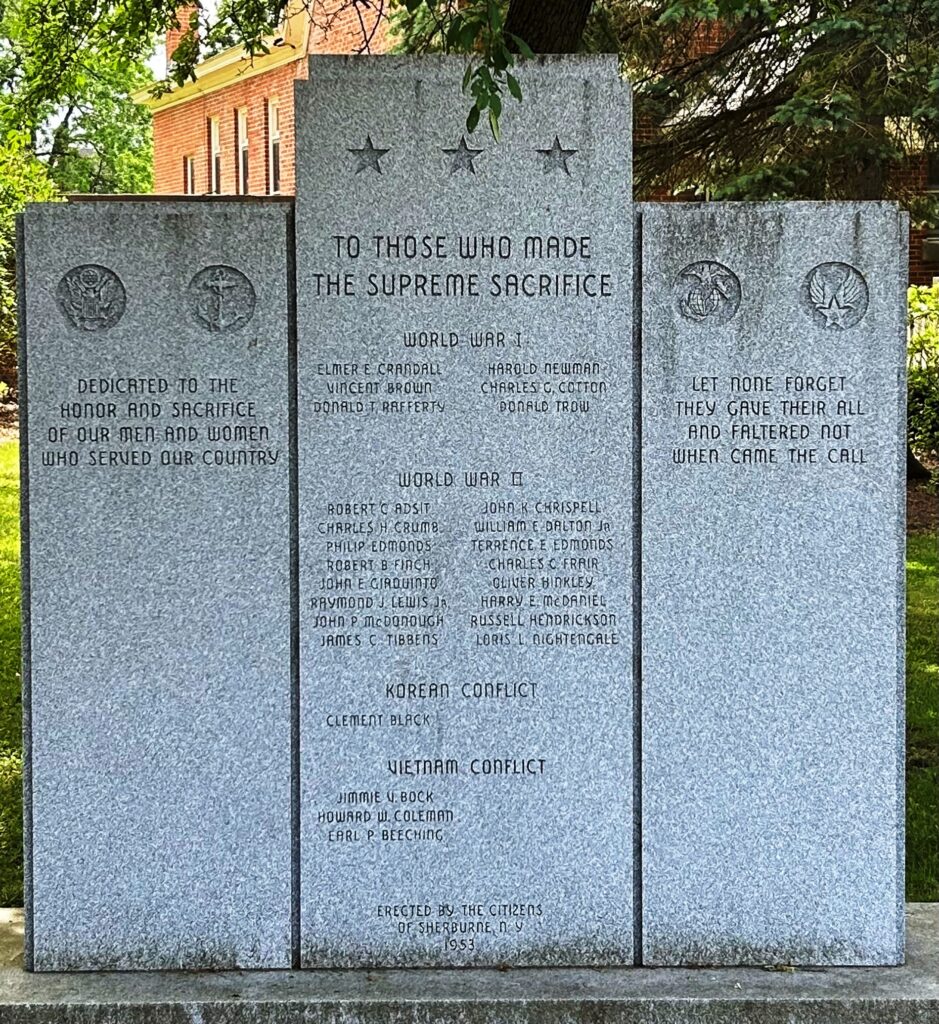 DEDICATED TO THE
HONOR AND SACRIFICE
OF OUR MEN AND WOMEN
WHO SERVED OUR COUNTRY
TO THOSE WHO MADE
THE SUPREME SACRIFICE
WORLD WAR I
ELMER E. CRANDALL HAROLD NEWMAN
VINCENT BROWN CHARLES G. COTTON
DONALD T. RAFFERTY DONALD TROW
WORLD WAR II
ROBERT C. ADSIT JOHN K. CHRISPELL
CHARLES H. CRUMB WILLIAM E. DALTON JR.
PHILIP EDMONDS TERRENCE E. EDMONDS
ROBERT B. FINCH CHARLES C. FRAIR
JOHN E. GIAQUINTO OLIVER HINKLEY
RAYMOND J. LEWIS JR. HARRY E. McDANIEL
JOHN P. McDONOUGH RUSSELL HENDRICKSON
JAMES C. TIBBENS LORIS L. NIGHTENGALE
KOREAN CONFLICT
CLEMENT BLACK
VIETNAM CONFLICT
JIMMIE V. BOCK
HOWARD W. COLEMAN
EARL P. BEECHING
ERECTED BY THE CITIZENS
OF SHERBURNE, N.Y.
1953
LET NONE FORGET
THEY GAVE THEIR ALL
AND FALTERED NOT
WHEN CAME THE CALL